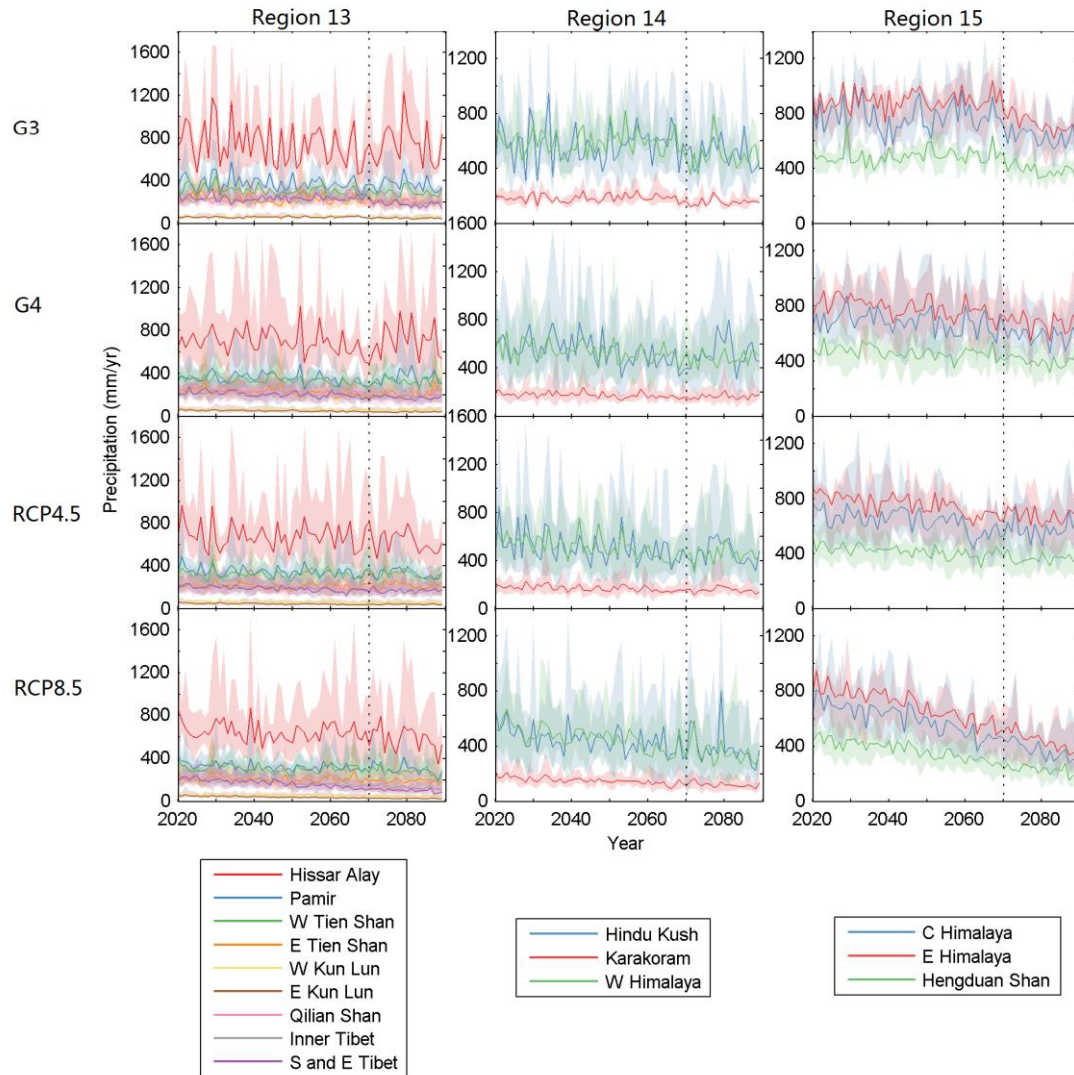 Region 13 Region 14 Region 15
G3
1600
1200
800
400
0
1200
800
400
0
1200
800
400
0
G4
1600
1200
800
400
0
1600
1200
800
400
0
1200
800
400
0
RCP4.5
1600
1200
800
400
0
1600
1200
800
400
0
1200
800
400
0
RCP8.5
1600
1200
800
400
0
1200
800
400
0
1200
800
400
0
Precipitation (mm/yr)
2020 2040 2060 2080 2020 2040 2060 2080 2020 2040 2060 2080
Year
Hissar Alay
Pamir
W Tien Shan
E Tien Shan
W Kun Lun
E Kun Lun
Qilian Shan
Inner Tibet
S and E Tibet
Hindu Kush
Karakoram
W Himalaya
C Himalaya
E Himalaya
Hengduan Shan